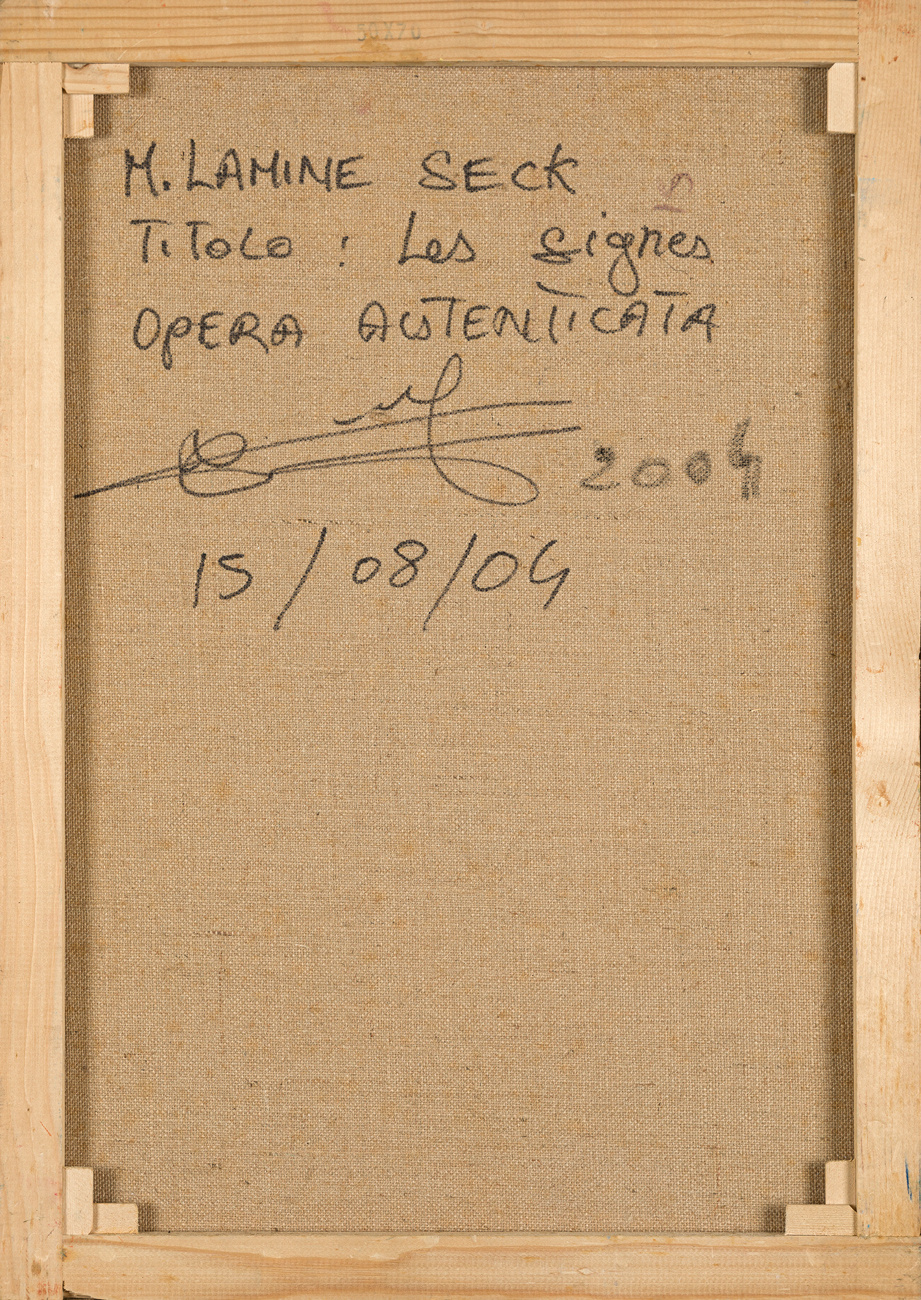 M. LAMINE SECK
TITOLO : Les signes
OPERA AUTENTICATA
2004
15/08/04